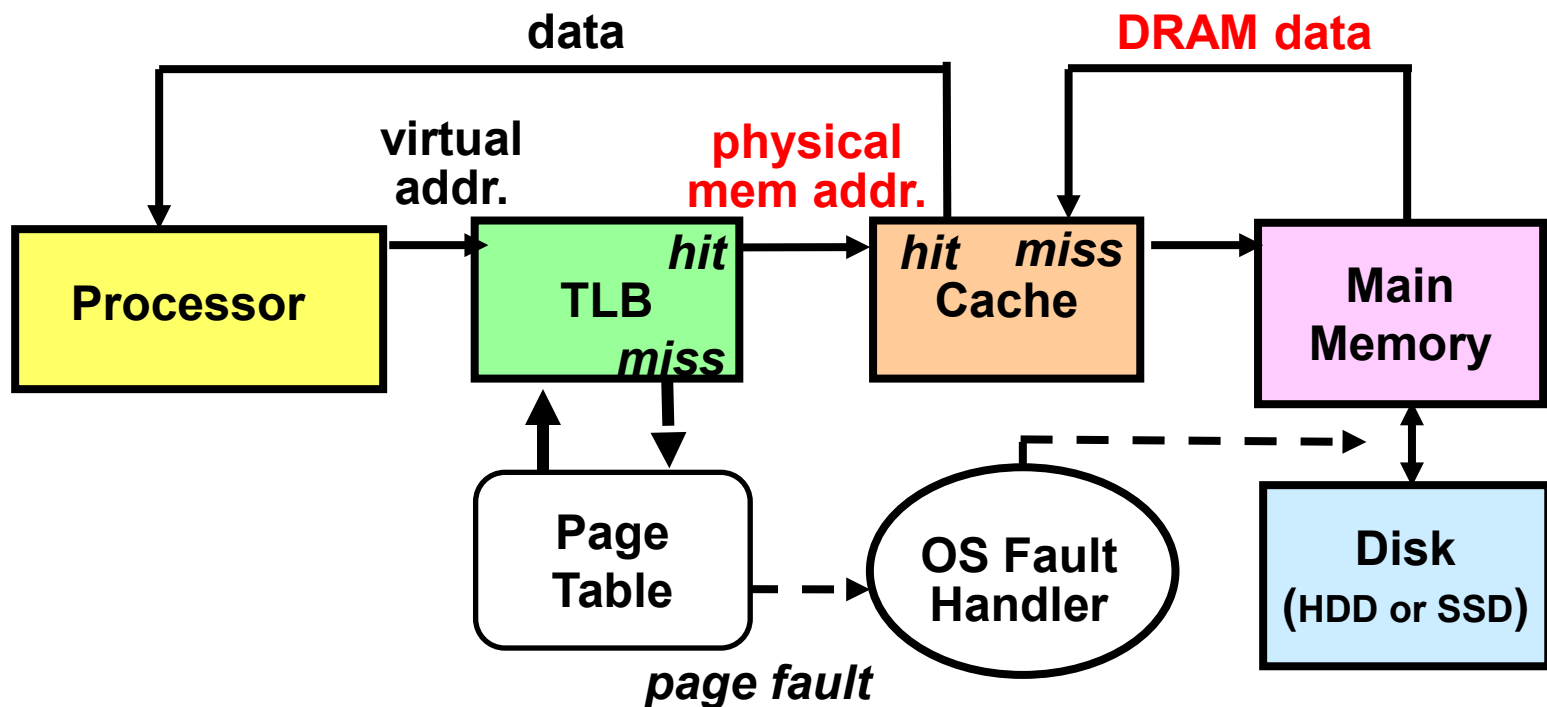 data
DRAM data
virtual
addr.
physical
mem addr.
Processor
hit
TLB
miss
hit miss
Cache
Main
Memory
Page
Table
OS Fault
Handler
Disk
(HDD or SSD)
page fault